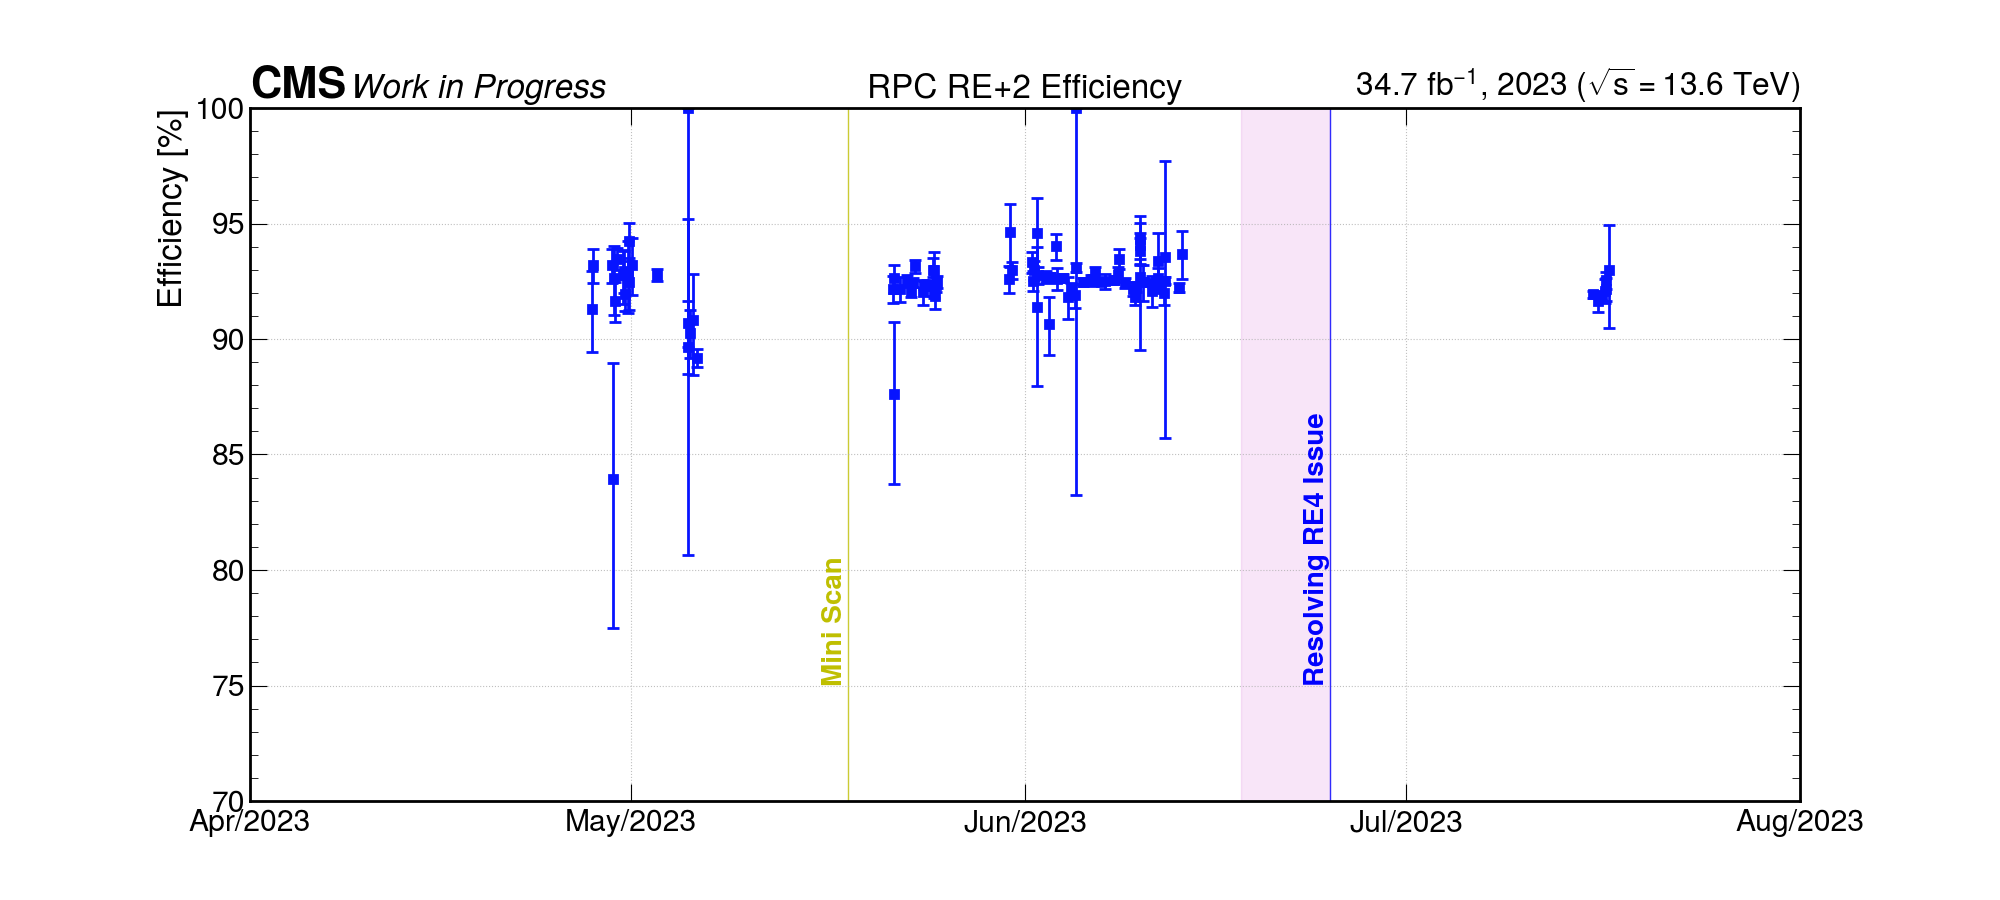 CMS Work in Progress RPC RE+2 Efficiency 34.7 fb⁻¹, 2023 (√s = 13.6 TeV)
Efficiency [%]
100
95
90
85
80
75
70
Mini Scan
Resolving RE4 Issue
Apr/2023 May/2023 Jun/2023 Jul/2023 Aug/2023